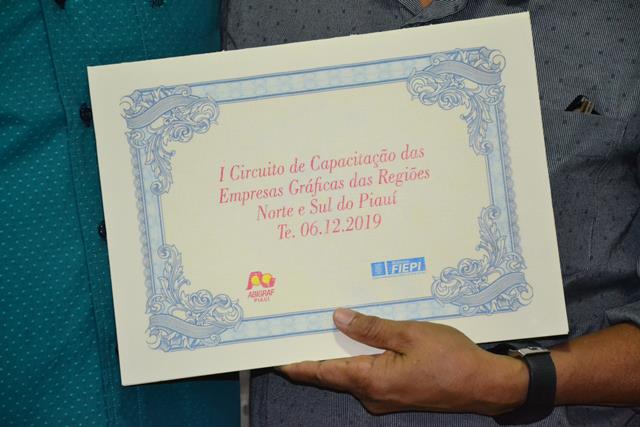 I Circuito de Capacitação das
Empresas Gráficas das Regiões
Norte e Sul do Piauí
Te. 06.12.2019
ABIGRAF
PIAUÍ
FIEPI